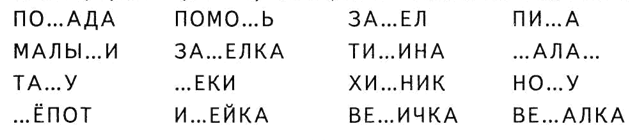 ПО...АДА ПОМО...Ь ЗА...ЕЛ ПИ...А
МАЛЫ...И ЗА...ЕЛКА ТИ...ИНА ...АЛА...
ТА...У ...ЕКИ ХИ...НИК НО...У
...ЁПОТ И...ЕЙКА ВЕ...ИЧКА ВЕ...АЛКА